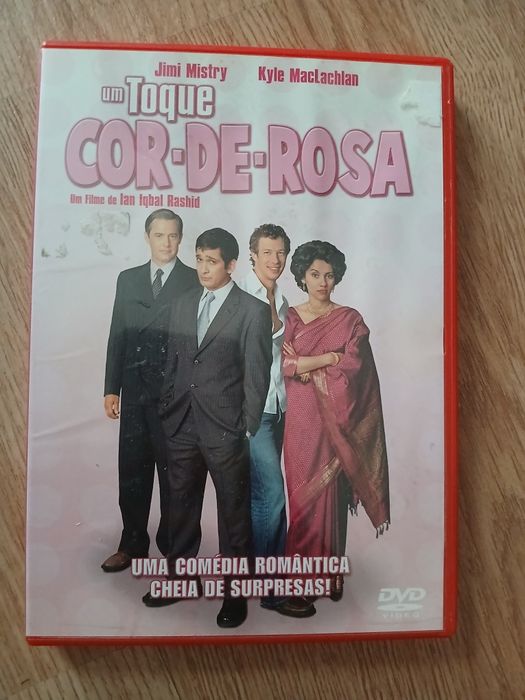 Jimi Mistry Kyle MacLachlan
um Toque
COR-DE-ROSA
Um Filme de Ian Iqbal Rashid
UMA COMÉDIA ROMÂNTICA
CHEIA DE SURPRESAS!
DVD
VIDEO